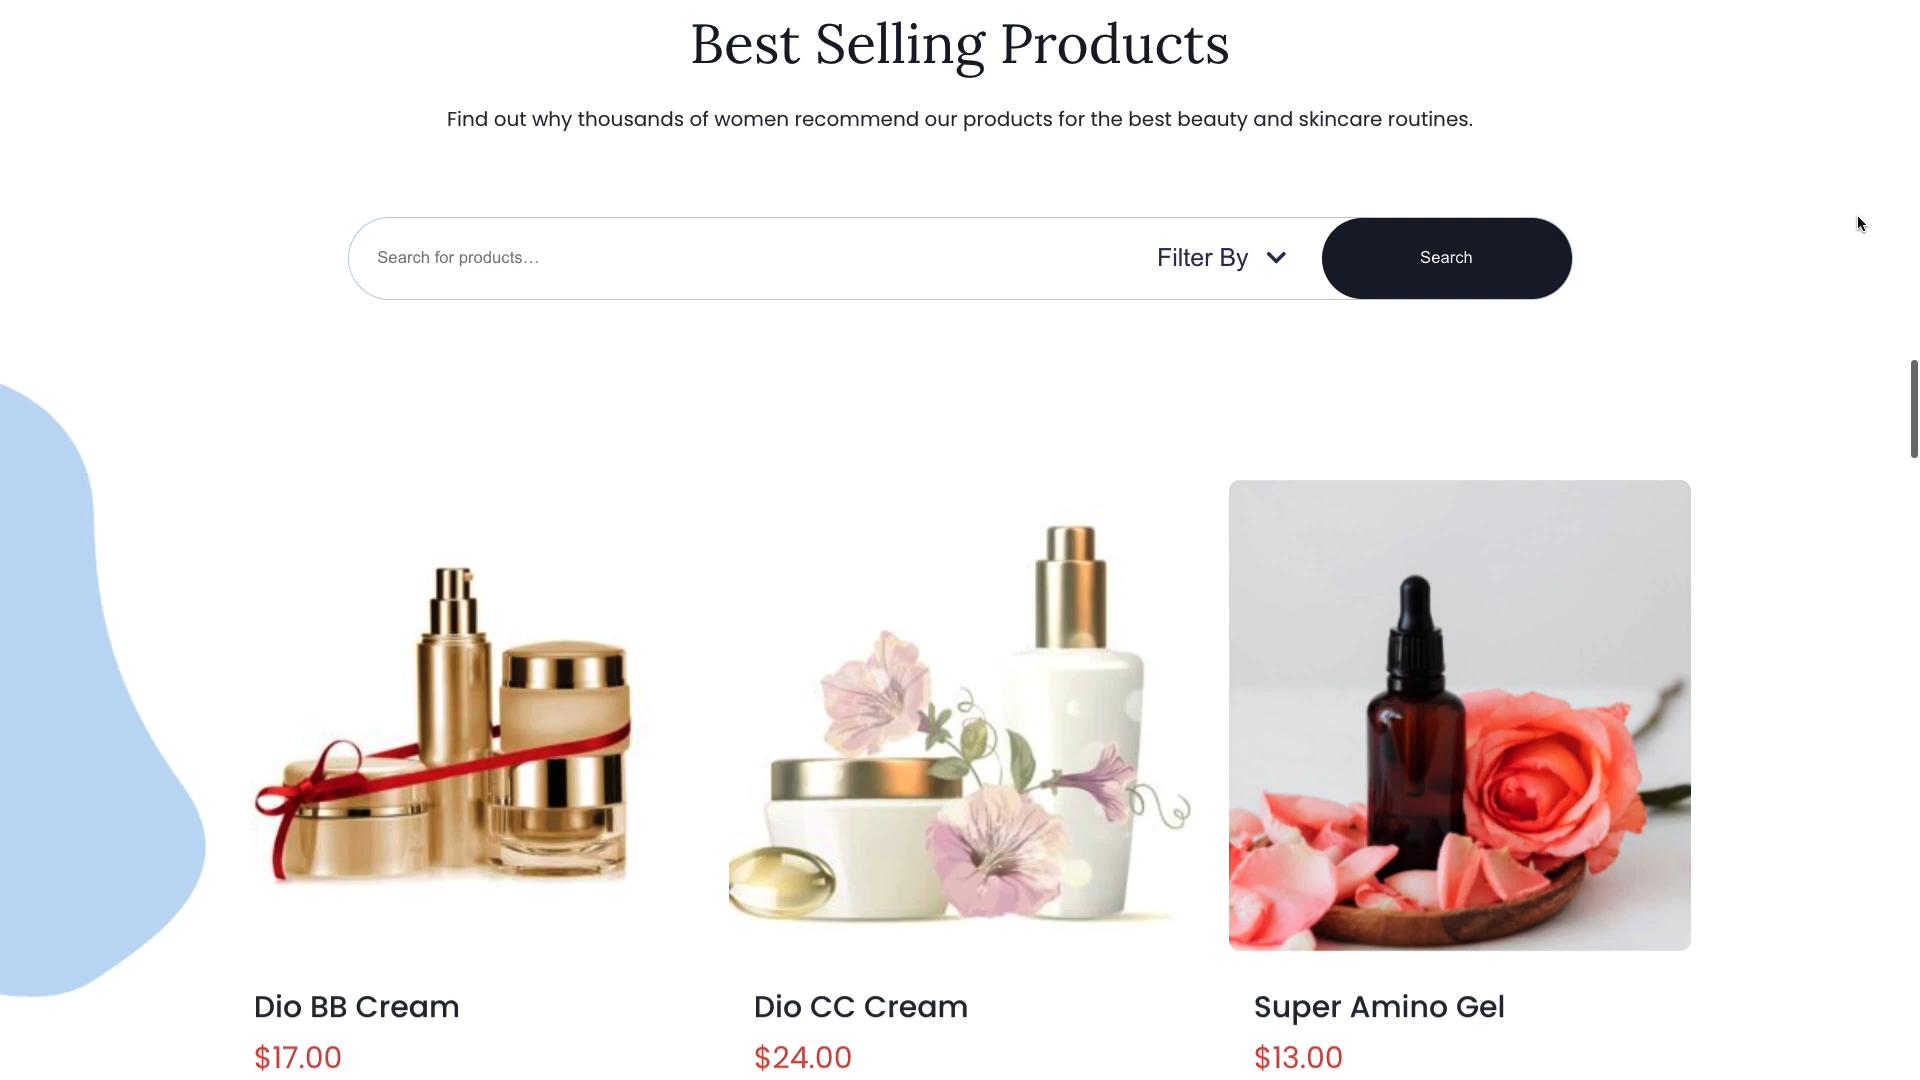 Best Selling Products
Find out why thousands of women recommend our products for the best beauty and skincare routines.
Search for products...
Filter By
Search
Dio BB Cream
Dio CC Cream
Super Amino Gel
$17.00
$24.00
$13.00